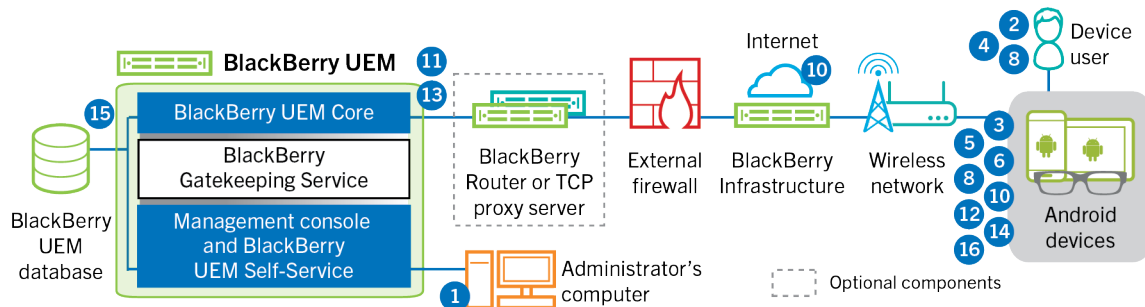 2
4
8
Device
user
Internet
10
BlackBerry UEM
11
13
15
BlackBerry UEM Core
BlackBerry
Gatekeeping Service
Management console
and BlackBerry
UEM Self-Service
BlackBerry
UEM
database
BlackBerry
Router or TCP
proxy server
External
firewall
BlackBerry
Infrastructure
Wireless
network
3
5
6
8
10
12
14
16
Android
devices
1
Administrator's
computer
Optional components